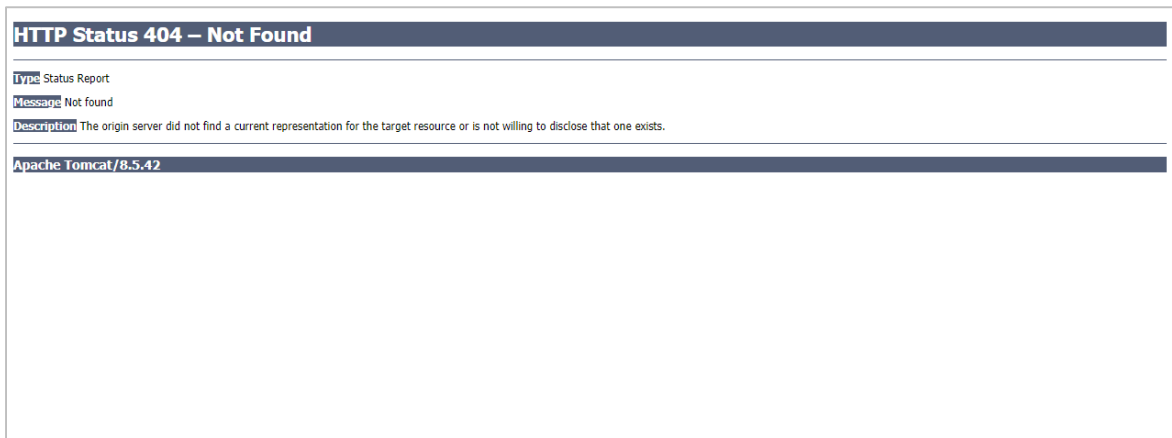 HTTP Status 404 – Not Found
Type Status Report
Message Not found
Description The origin server did not find a current representation for the target resource or is not willing to disclose that one exists.
Apache Tomcat/8.5.42